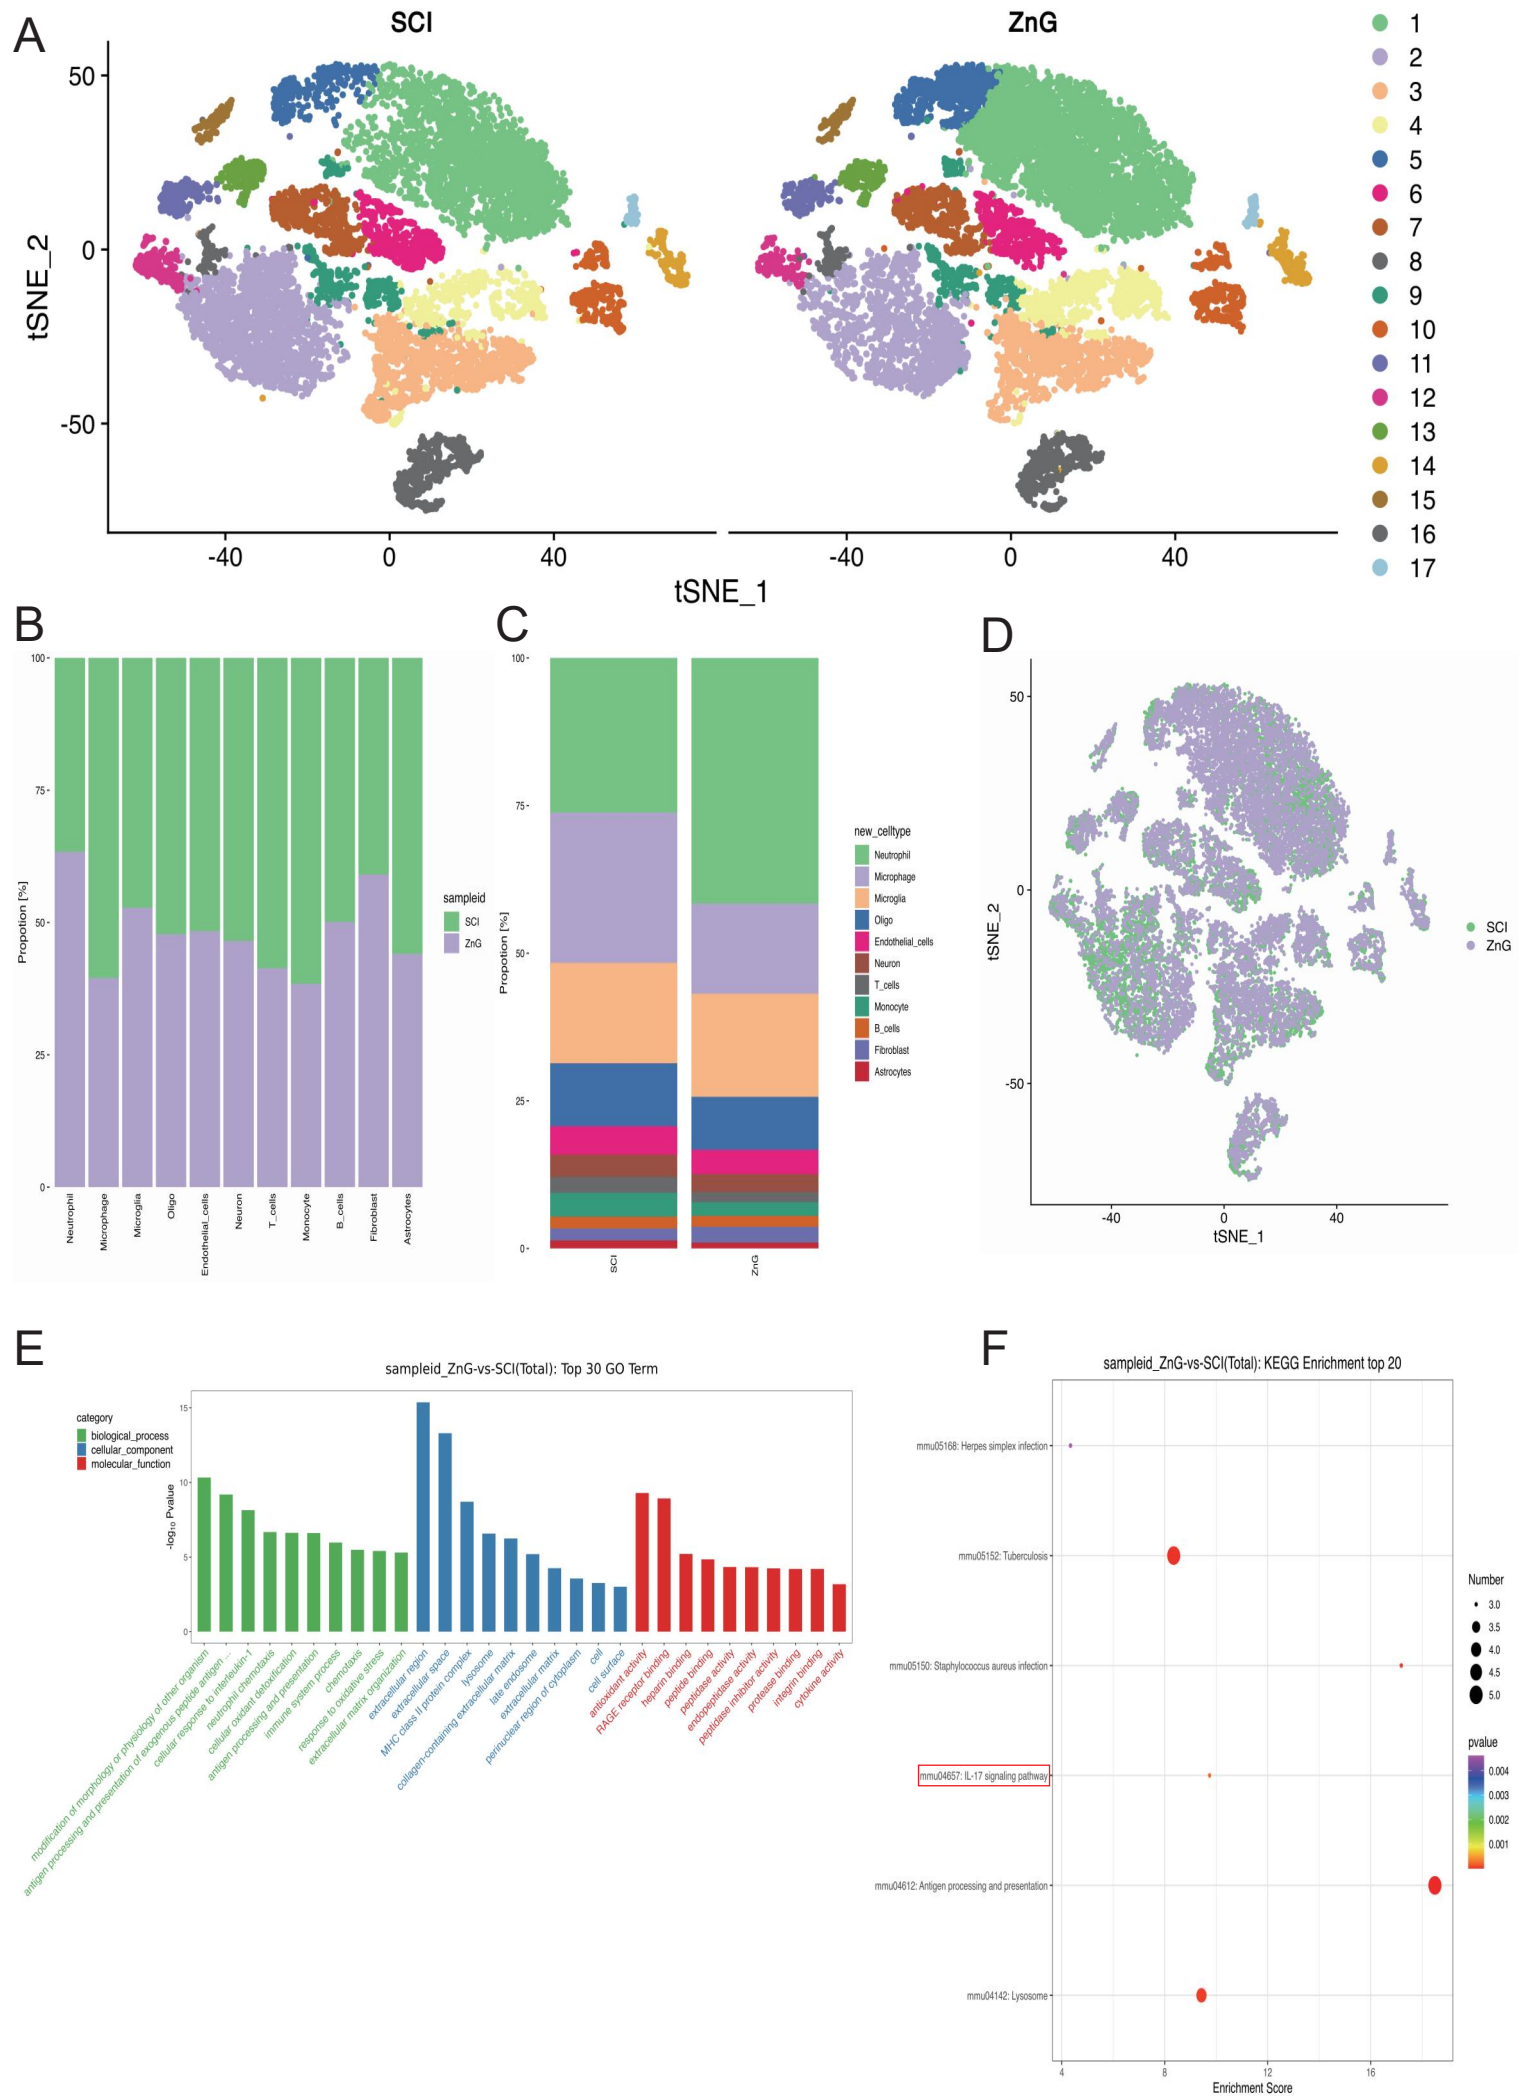 A
SCI
ZnG
50
0
-50
tSNE_2
-40
0
40
-40
0
40
tSNE_1
1
2
3
4
5
6
7
8
9
10
11
12
13
14
15
16
17
B
100
75
50
25
0
Propotion [%]
Neutrophil
Microphage
Microglia
Oligo
Endothelial_cells
Neuron
T_cells
Monocyte
B_cells
Fibroblast
Astrocytes
sampleid
SCI
ZnG
C
100
75
50
25
0
Propotion [%]
SCI
ZnG
new_celltype
Neutrophil
Microphage
Microglia
Oligo
Endothelial_cells
Neuron
T_cells
Monocyte
B_cells
Fibroblast
Astrocytes
D
50
0
-50
tSNE_2
-40
0
40
tSNE_1
SCI
ZnG
E
sampleid_ZnG-vs-SCI(Total): Top 30 GO Term
category
biological_process
cellular_component
molecular_function
-log₁₀ Pvalue
15
10
5
0
modification of morphology or physiology of other organism
antigen processing and presentation of exogenous peptide antigen ...
cellular response to interleukin-1
neutrophil chemotaxis
cellular oxidant detoxification
antigen processing and presentation
immune system process
chemotaxis
response to oxidative stress
extracellular matrix organization
extracellular region
extracellular space
MHC class II protein complex
lysosome
collagen-containing extracellular matrix
late endosome
extracellular matrix
perinuclear region of cytoplasm
cell
cell surface
antioxidant activity
RAGE receptor binding
heparin binding
peptide binding
peptidase activity
endopeptidase activity
peptidase inhibitor activity
protease binding
integrin binding
cytokine activity
F
sampleid_ZnG-vs-SCI(Total): KEGG Enrichment top 20
mmu05168: Herpes simplex infection
mmu05152: Tuberculosis
mmu05150: Staphylococcus aureus infection
mmu04657: IL-17 signaling pathway
mmu04612: Antigen processing and presentation
mmu04142: Lysosome
4
8
12
16
Enrichment Score
Number
3.0
3.5
4.0
4.5
5.0
pvalue
0.004
0.003
0.002
0.001